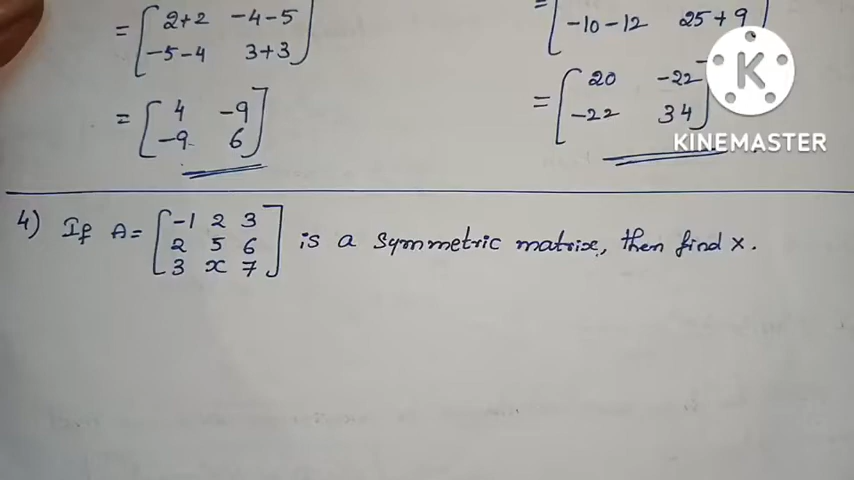 = [2+2 -4-5
-5-4 3+3]
= [4 -9
-9 6]
=
-10-12 25+9
= [20 -22
-22 34]
K
KINEMASTER
4) If A= [-1 2 3
2 5 6
3 x 7] is a symmetric matrix, then find x.